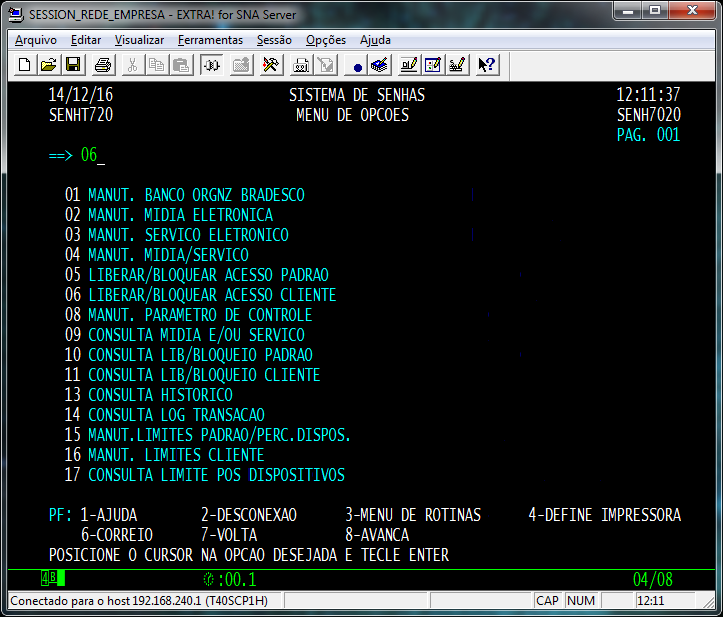 SESSION_REDE_EMPRESA - EXTRA! for SNA Server
Arquivo Editar Visualizar Ferramentas Sessão Opções Ajuda
14/12/16 SISTEMA DE SENHAS 12:11:37
SENHT720 MENU DE OPCOES SENH7020
PAG. 001
==> 06_
01 MANUT. BANCO ORGNZ BRADESCO
02 MANUT. MIDIA ELETRONICA
03 MANUT. SERVICO ELETRONICO
04 MANUT. MIDIA/SERVICO
05 LIBERAR/BLOQUEAR ACESSO PADRAO
06 LIBERAR/BLOQUEAR ACESSO CLIENTE
08 MANUT. PARAMETRO DE CONTROLE
09 CONSULTA MIDIA E/OU SERVICO
10 CONSULTA LIB/BLOQUEIO PADRAO
11 CONSULTA LIB/BLOQUEIO CLIENTE
13 CONSULTA HISTORICO
14 CONSULTA LOG TRANSACAO
15 MANUT.LIMITES PADRAO/PERC.DISPOS.
16 MANUT. LIMITES CLIENTE
17 CONSULTA LIMITE POS DISPOSITIVOS
PF: 1-AJUDA 2-DESCONEXAO 3-MENU DE ROTINAS 4-DEFINE IMPRESSORA
6-CORREIO 7-VOLTA 8-AVANCA
POSICIONE O CURSOR NA OPCAO DESEJADA E TECLE ENTER
4B :00.1 04/08
Conectado para o host 192.168.240.1 (T40SCP1H) CAP NUM 12:11